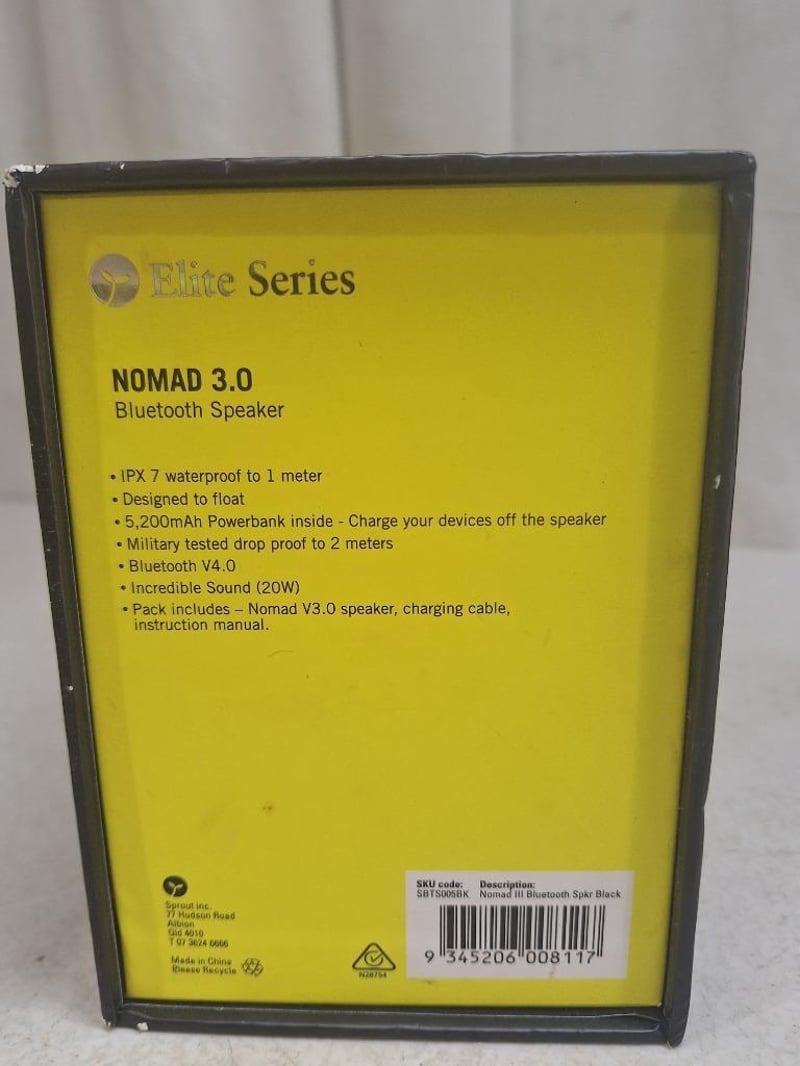 Elite Series
NOMAD 3.0
Bluetooth Speaker
• IPX 7 waterproof to 1 meter
• Designed to float
• 5,200mAh Powerbank inside - Charge your devices off the speaker
• Military tested drop proof to 2 meters
• Bluetooth V4.0
• Incredible Sound (20W)
• Pack includes – Nomad V3.0 speaker, charging cable,
instruction manual.
SKU code: Description:
SBTS005BK Nomad III Bluetooth Spkr Black
9 345206 008117
Sprout inc.
77 Hudson Road
Albion
Qld 4010
T 07 3624 6666
Made in China
Please Recycle
N28754